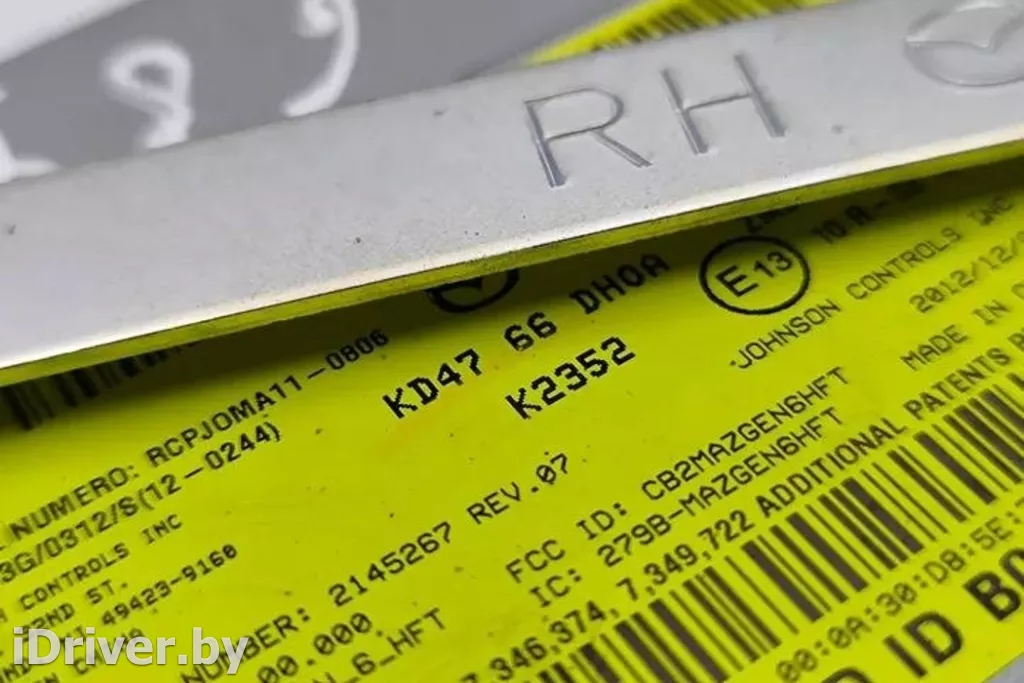 RH
E13
10R-
JOHNSON CONTROLS INC
2012/12/
MADE IN
KD47 66 DH0A
K2352
NUMERO: RCPJOMA11-0806
3G/0312/S(12-0244)
CONTROLS INC
ST.
49423-9160
NUMBER: 2145267 REV.07
00.000
_6_HFT
FCC ID: CB2MAZGEN6HFT
IC: 279B-MAZGEN6HFT
7,346,374, 7,349,722 ADDITIONAL PATENTS
00:0A:30:D8:5E:
ID
iDriver.by